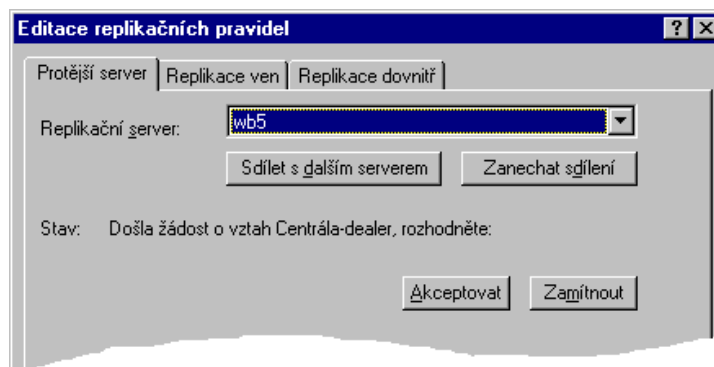 Editace replikačních pravidel
Protější server Replikace ven Replikace dovnitř
Replikační server: wb5
Sdílet s dalším serverem Zanechat sdílení
Stav: Došla žádost o vztah Centrála-dealer, rozhodněte:
Akceptovat Zamítnout